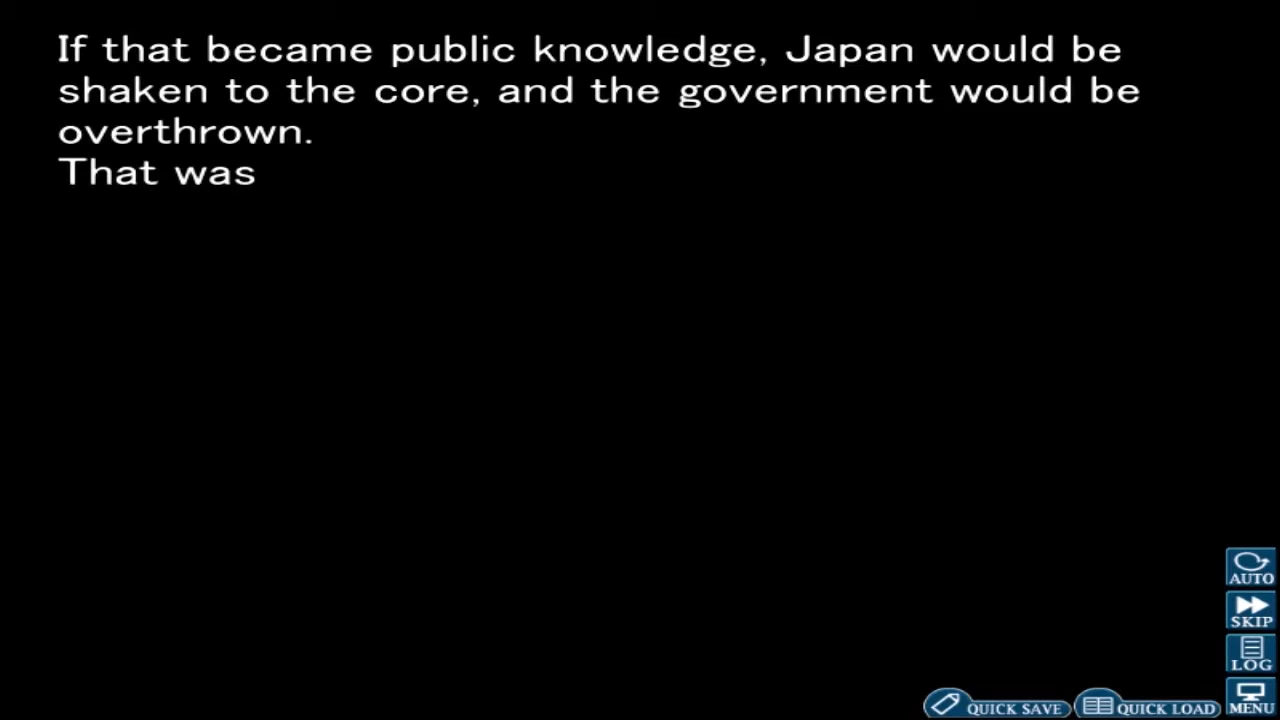 If that became public knowledge, Japan would be
shaken to the core, and the government would be
overthrown.
That was
AUTO
SKIP
LOG
MENU
QUICK SAVE
QUICK LOAD